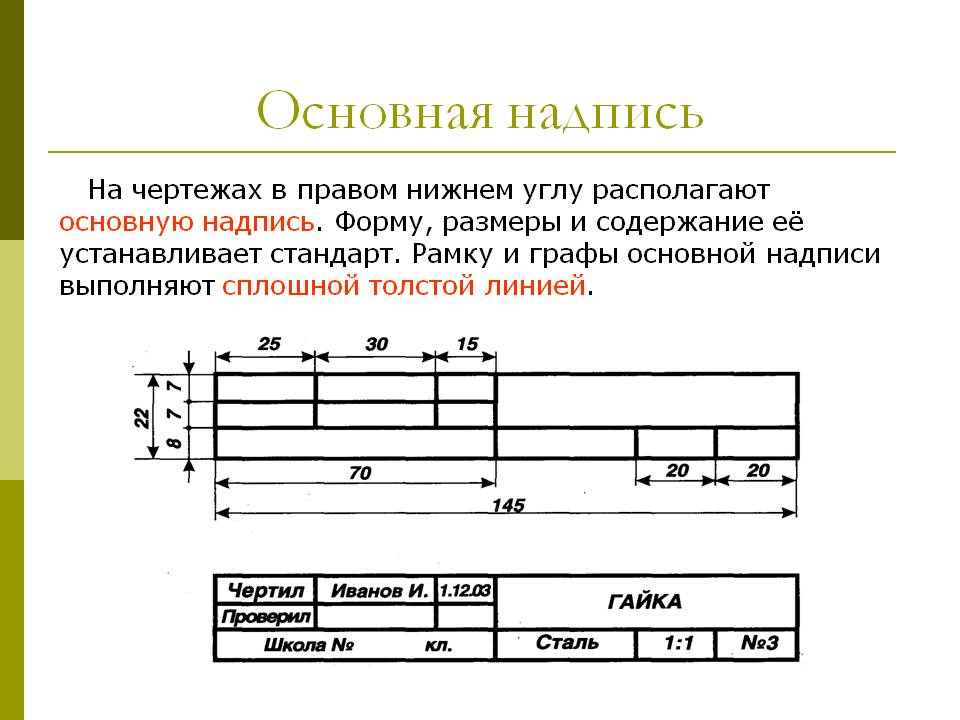 Основная надпись
На чертежах в правом нижнем углу располагают
основную надпись. Форму, размеры и содержание её
устанавливает стандарт. Рамку и графы основной надписи
выполняют сплошной толстой линией.
25 30 15
7
22 7
8
70 20 20
145
Чертил Иванов И. 1.12.03 ГАЙКА
Проверил
Школа № кл. Сталь 1:1 №3